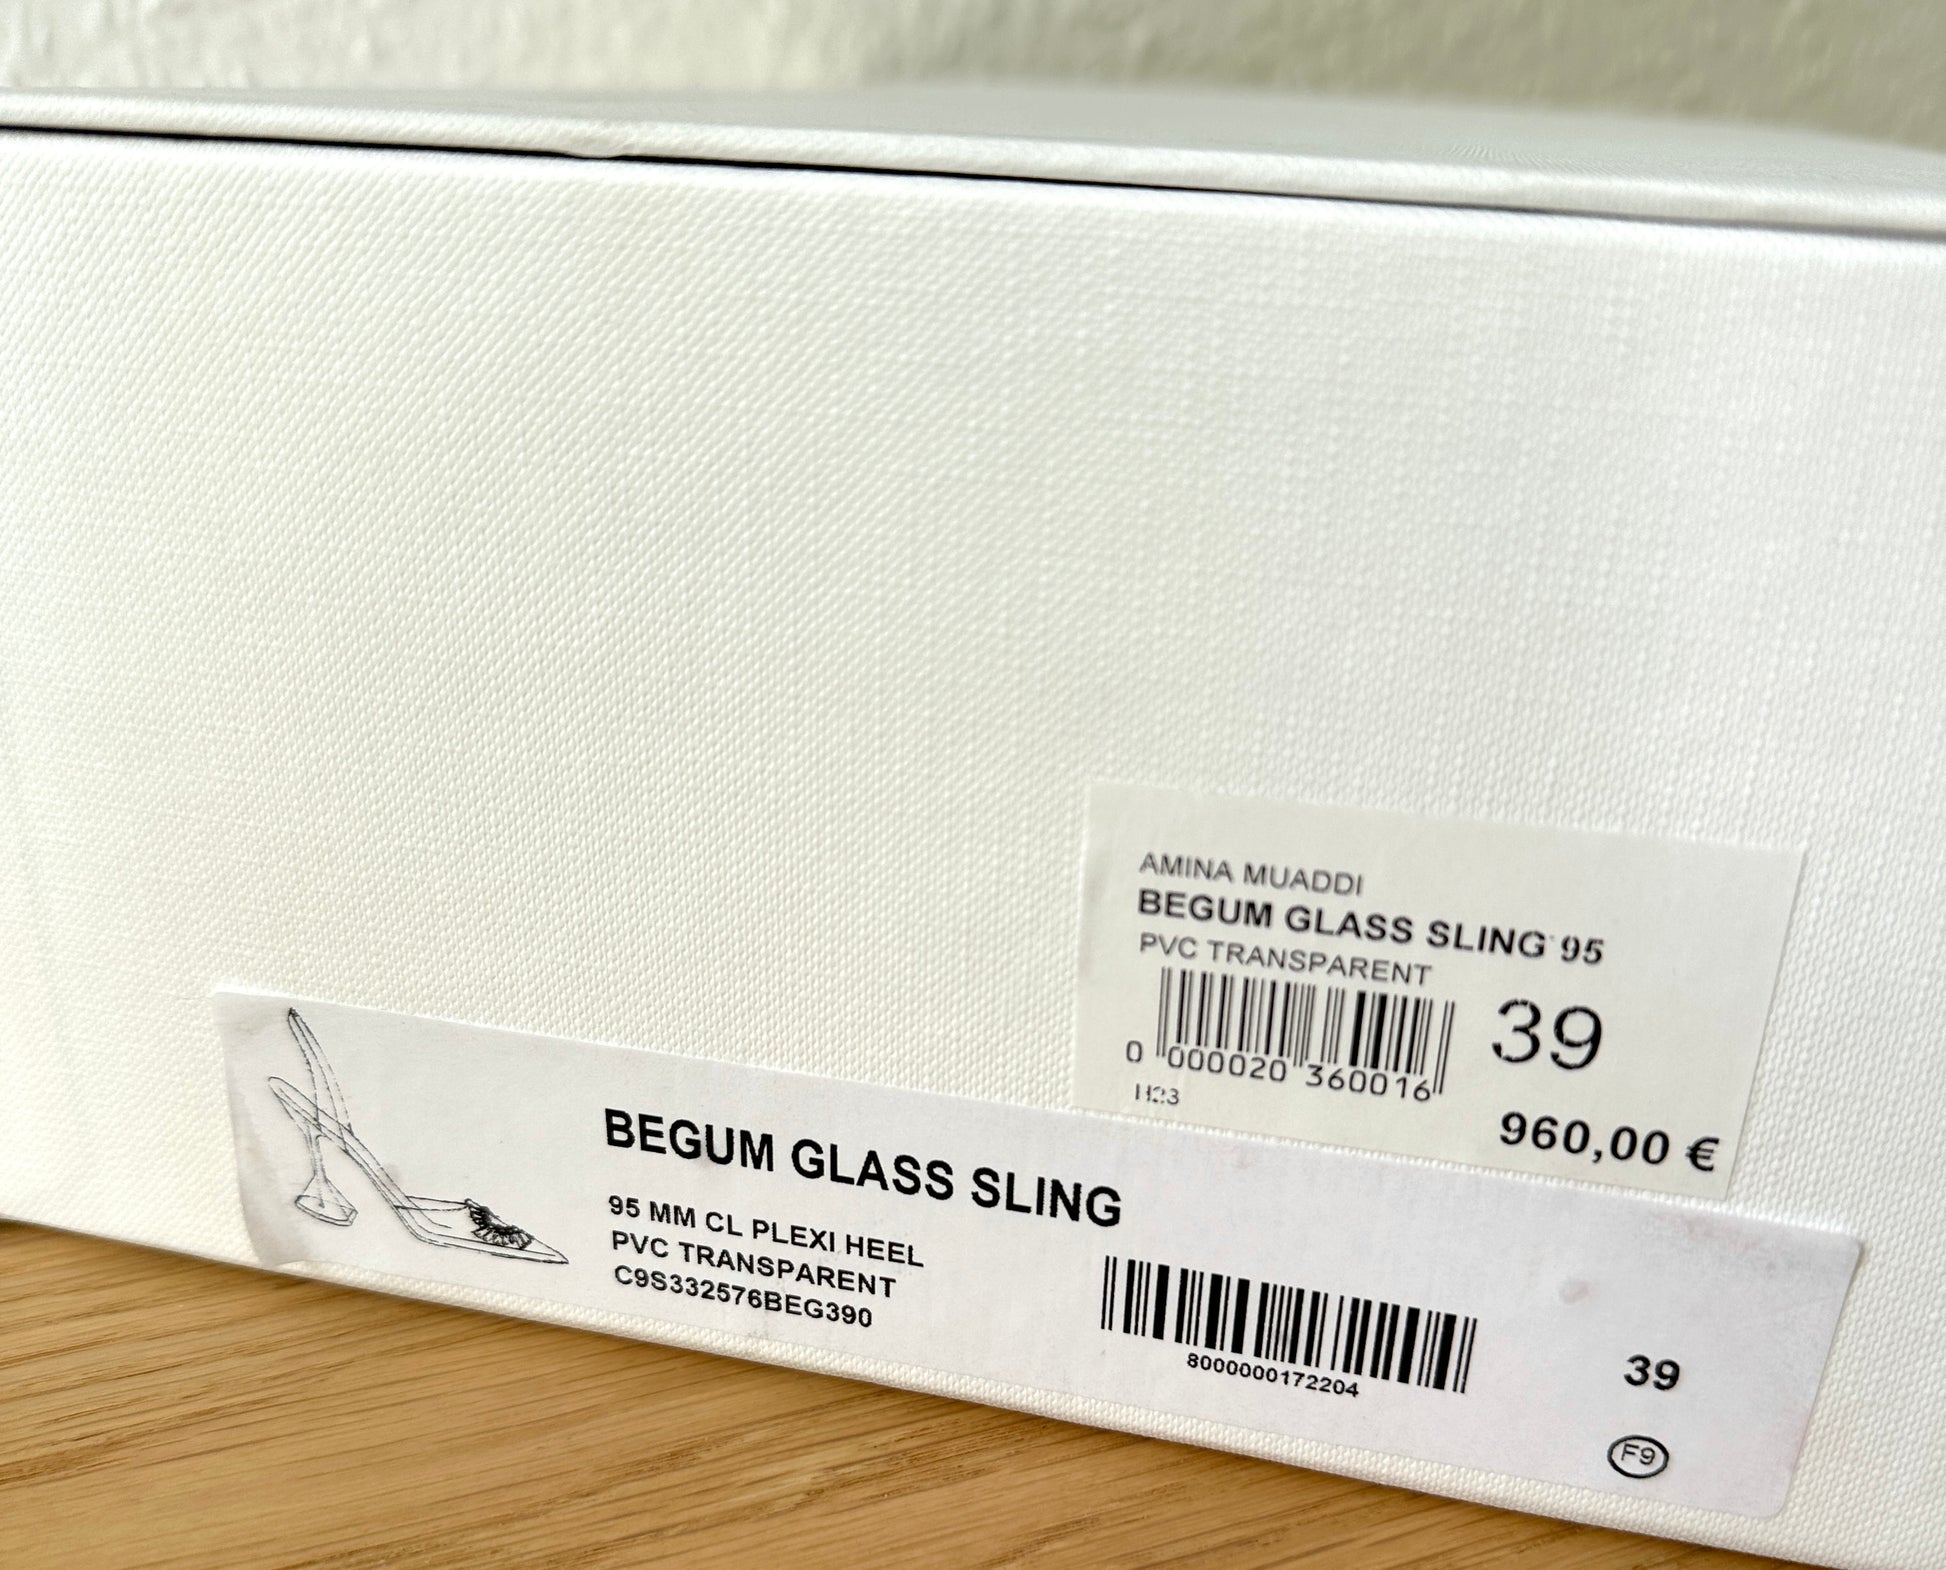 AMINA MUADDI
BEGUM GLASS SLING 95
PVC TRANSPARENT
0 000020 360016
39
H23
960,00 €
BEGUM GLASS SLING
95 MM CL PLEXI HEEL
PVC TRANSPARENT
C9S332576BEG390
8000000172204
39
F9